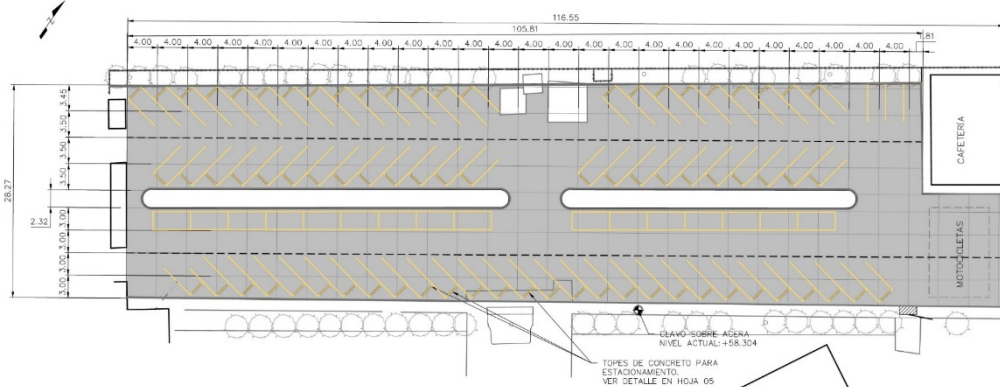 N
116.55
105.81
4.00 4.00 4.00 4.00 4.00 4.00 4.00 4.00 4.00 4.00 4.00 4.00 4.00 4.00 4.00 4.00 4.00 4.00 4.00 4.00 4.00 4.00 4.00 4.00 4.00 4.00 1.81
28.27
3.45
3.50
3.50
3.50
2.32
3.00
3.00
3.00
3.00
CAFETERÍA
MOTOCICLETAS
CLAVO SOBRE ACERA
NIVEL ACTUAL: +58.304
TOPES DE CONCRETO PARA
ESTACIONAMIENTO.
VER DETALLE EN HOJA 05